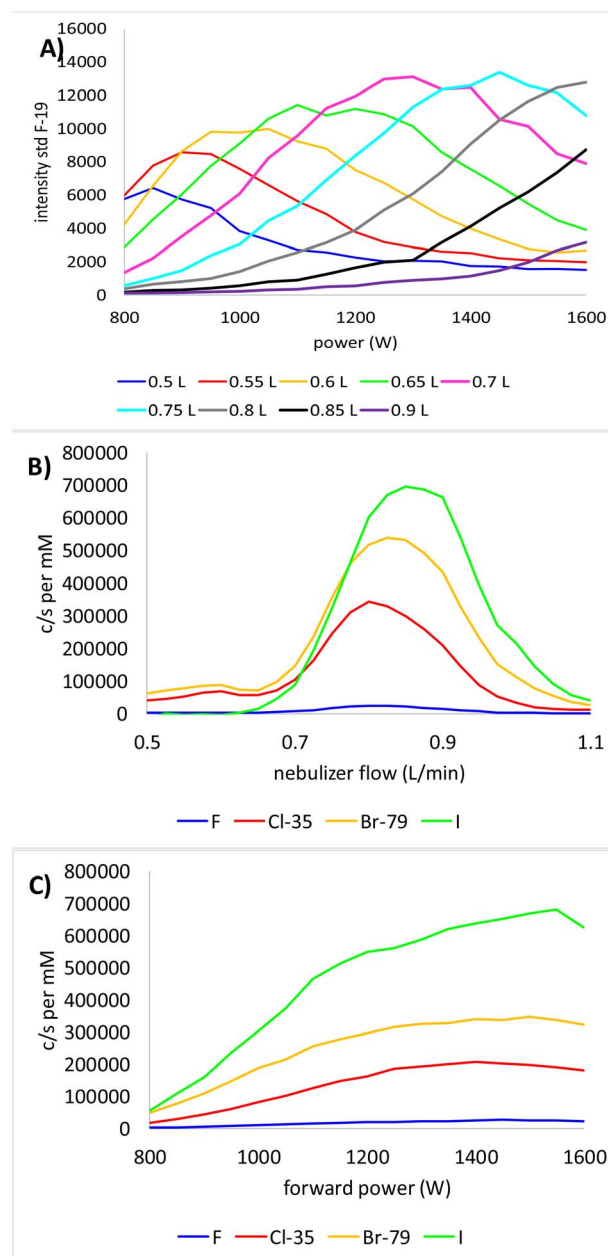 A)
intensity std F-19
16000
14000
12000
10000
8000
6000
4000
2000
0
800 1000 1200 1400 1600
power (W)
0.5 L 0.55 L 0.6 L 0.65 L 0.7 L
0.75 L 0.8 L 0.85 L 0.9 L
B)
c/s per mM
800000
700000
600000
500000
400000
300000
200000
100000
0
0.5 0.7 0.9 1.1
nebulizer flow (L/min)
F Cl-35 Br-79 I
C)
c/s per mM
800000
700000
600000
500000
400000
300000
200000
100000
0
800 1000 1200 1400 1600
forward power (W)
F Cl-35 Br-79 I